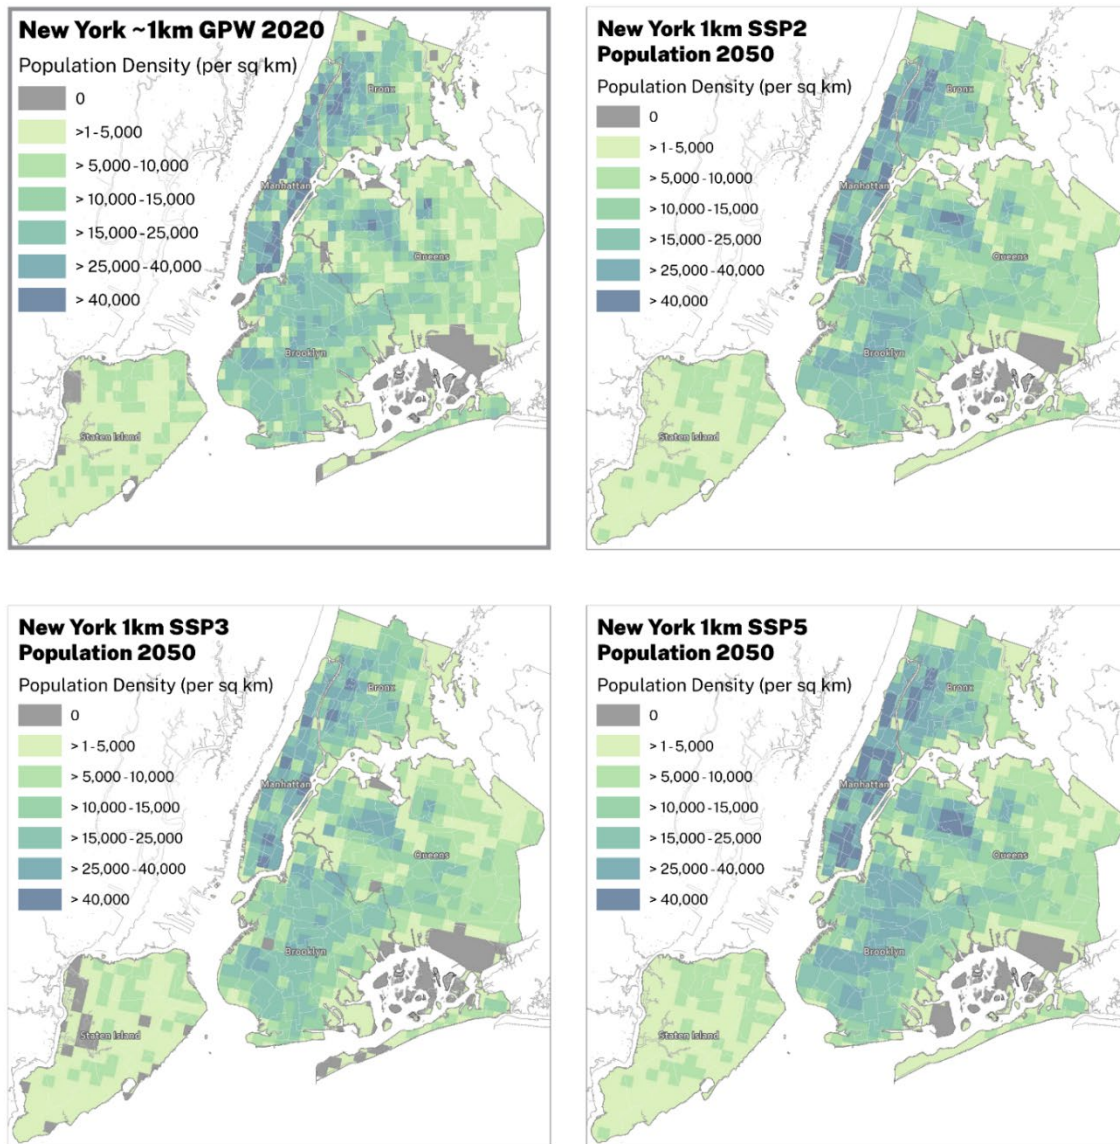 New York ~1km GPW 2020
Population Density (per sq km)
0
>1-5,000
> 5,000-10,000
> 10,000-15,000
> 15,000-25,000
> 25,000-40,000
> 40,000
Bronx
Manhattan
Queens
Brooklyn
Staten Island
New York 1km SSP2
Population 2050
Population Density (per sq km)
0
> 1-5,000
> 5,000-10,000
> 10,000-15,000
> 15,000-25,000
> 25,000-40,000
> 40,000
Bronx
Manhattan
Queens
Brooklyn
Staten Island
New York 1km SSP3
Population 2050
Population Density (per sq km)
0
> 1-5,000
> 5,000-10,000
> 10,000-15,000
> 15,000-25,000
> 25,000-40,000
> 40,000
Bronx
Manhattan
Queens
Brooklyn
Staten Island
New York 1km SSP5
Population 2050
Population Density (per sq km)
0
> 1-5,000
> 5,000-10,000
> 10,000-15,000
> 15,000-25,000
> 25,000-40,000
> 40,000
Bronx
Manhattan
Queens
Brooklyn
Staten Island